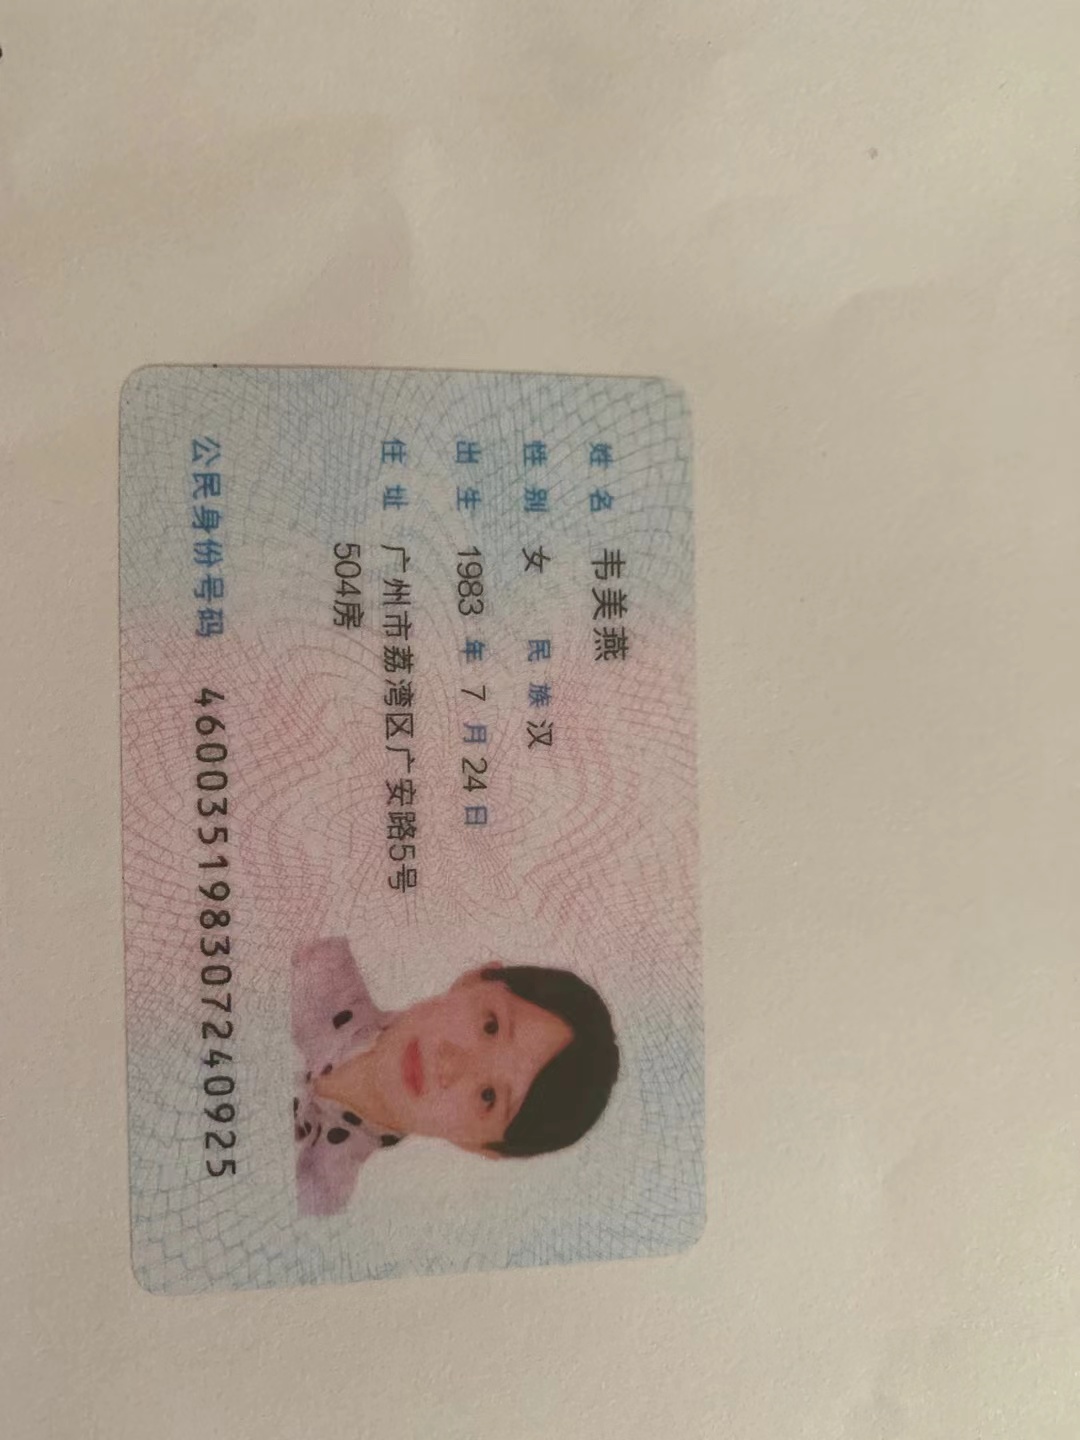 姓名 韦美燕
性别 女 民族 汉
出生 1983 年 7 月 24 日
住址 广州市荔湾区广安路5号
504房
公民身份号码 460035198307240925